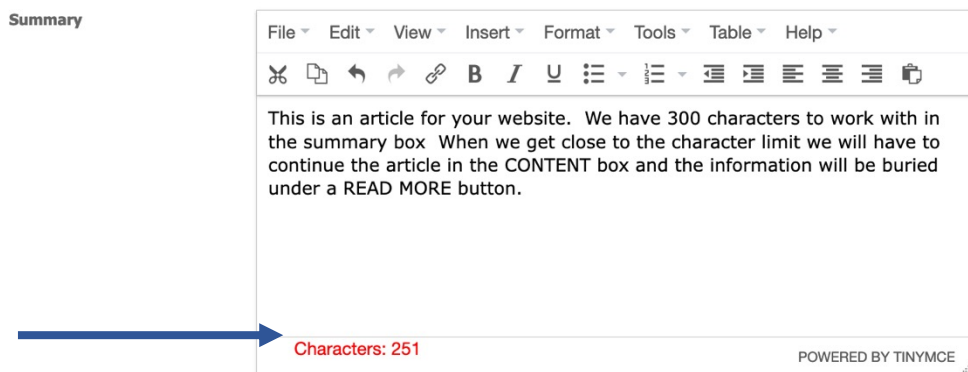 Summary
File Edit View Insert Format Tools Table Help
B I U
This is an article for your website.  We have 300 characters to work with in
the summary box  When we get close to the character limit we will have to
continue the article in the CONTENT box and the information will be buried
under a READ MORE button.
Characters: 251
POWERED BY TINYMCE